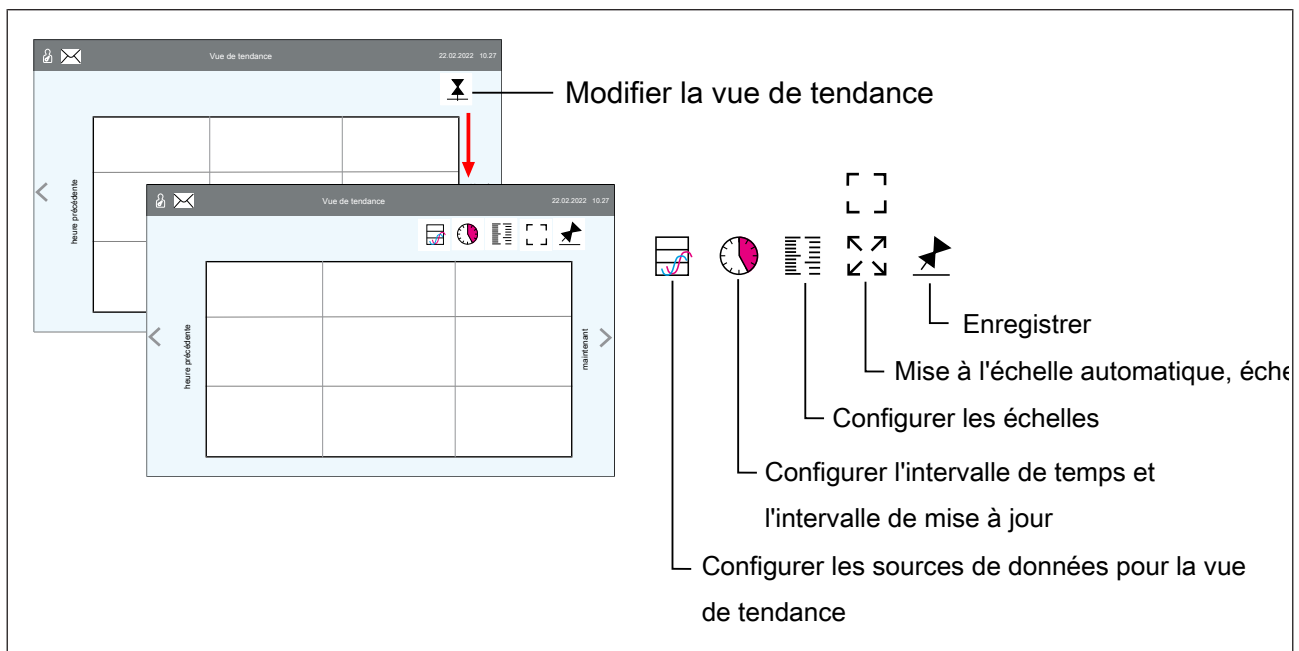 Vue de tendance 22.02.2022 10.27
Modifier la vue de tendance
heure précédente
Vue de tendance 22.02.2022 10.27
heure précédente
maintenant
Enregistrer
Mise à l'échelle automatique, éche
Configurer les échelles
Configurer l'intervalle de temps et
l'intervalle de mise à jour
Configurer les sources de données pour la vue
de tendance